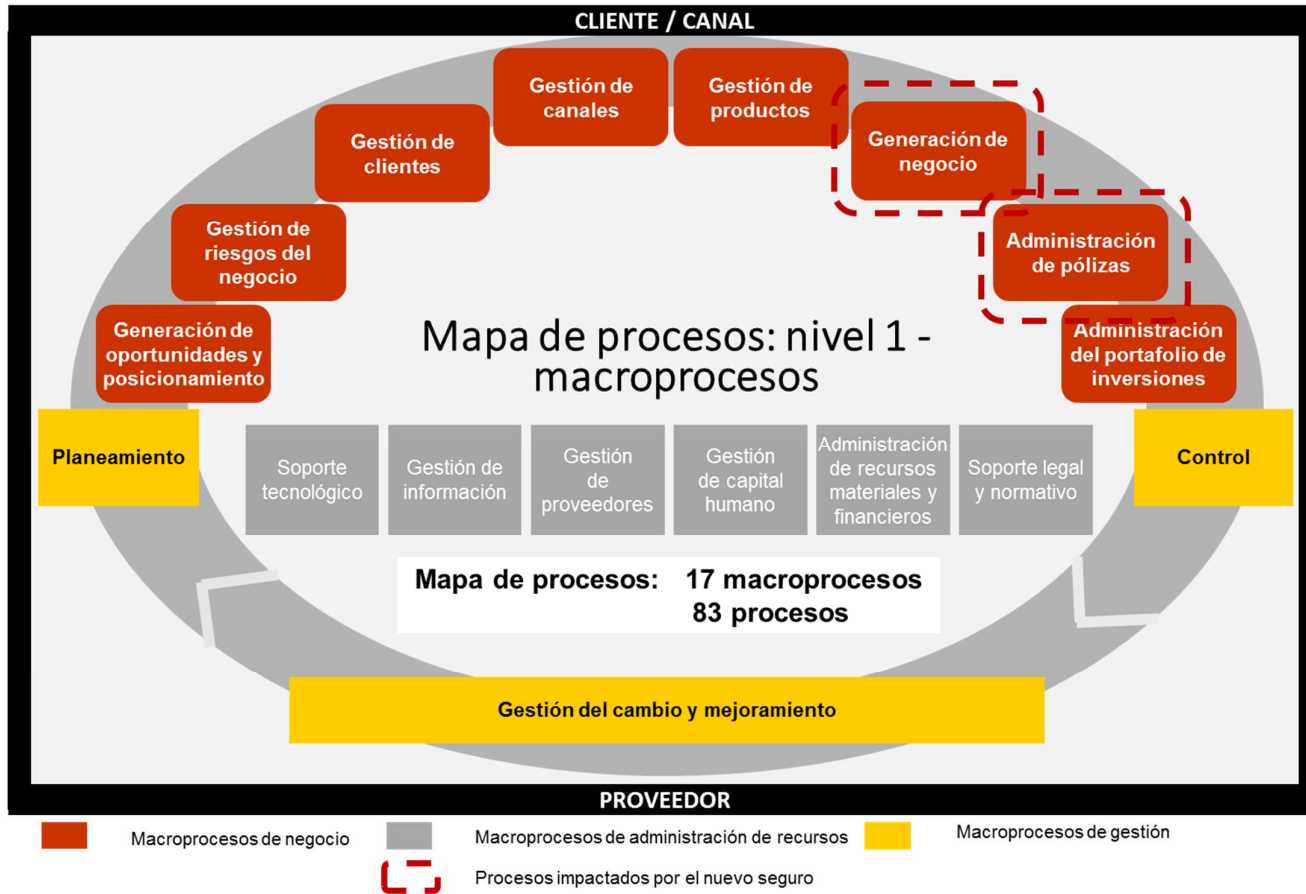 CLIENTE / CANAL
Gestión de
canales
Gestión de
productos
Gestión de
clientes
Generación de
negocio
Gestión de
riesgos del
negocio
Administración
de pólizas
Generación de
oportunidades y
posicionamiento
Mapa de procesos: nivel 1 -
macroprocesos
Administración
del portafolio de
inversiones
Planeamiento
Soporte
tecnológico
Gestión de
información
Gestión
de
proveedores
Gestión
de capital
humano
Administración
de recursos
materiales y
financieros
Soporte legal
y normativo
Control
Mapa de procesos: 17 macroprocesos
83 procesos
Gestión del cambio y mejoramiento
PROVEEDOR
Macroprocesos de negocio
Macroprocesos de administración de recursos
Macroprocesos de gestión
Procesos impactados por el nuevo seguro